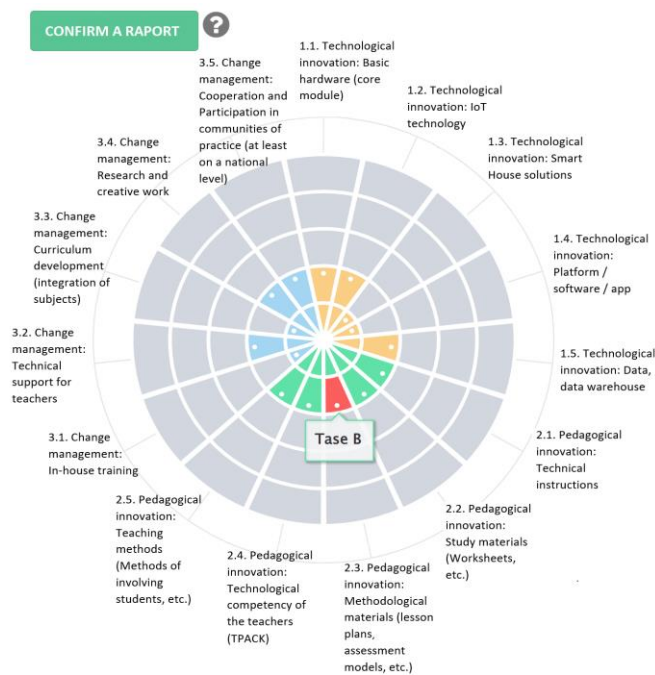 CONFIRM A RAPORT
?
1.1. Technological
innovation: Basic
hardware (core
module)
1.2. Technological
innovation: IoT
technology
1.3. Technological
innovation: Smart
House solutions
1.4. Technological
innovation:
Platform /
software / app
1.5. Technological
innovation: Data,
data warehouse
2.1. Pedagogical
innovation:
Technical
instructions
2.2. Pedagogical
innovation:
Study materials
(Worksheets,
etc.)
2.3. Pedagogical
innovation:
Methodological
materials (lesson
plans,
assessment
models, etc.)
2.4. Pedagogical
innovation:
Technological
competency of
the teachers
(TPACK)
2.5. Pedagogical
innovation:
Teaching
methods
(Methods of
involving
students, etc.)
3.1. Change
management:
In-house training
3.2. Change
management:
Technical
support for
teachers
3.3. Change
management:
Curriculum
development
(integration of
subjects)
3.4. Change
management:
Research and
creative work
3.5. Change
management:
Cooperation and
Participation in
communities of
practice (at least
on a national
level)
Tase B